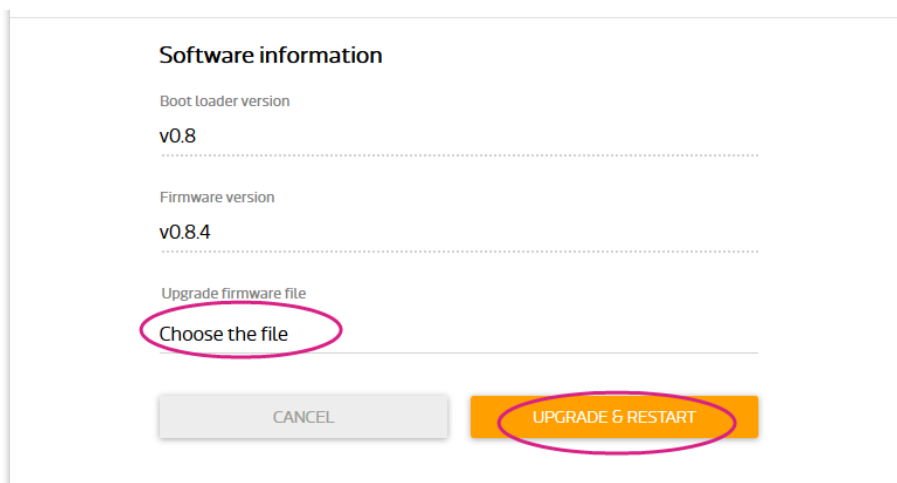 Software information
Boot loader version
v0.8
Firmware version
v0.8.4
Upgrade firmware file
Choose the file
CANCEL
UPGRADE & RESTART